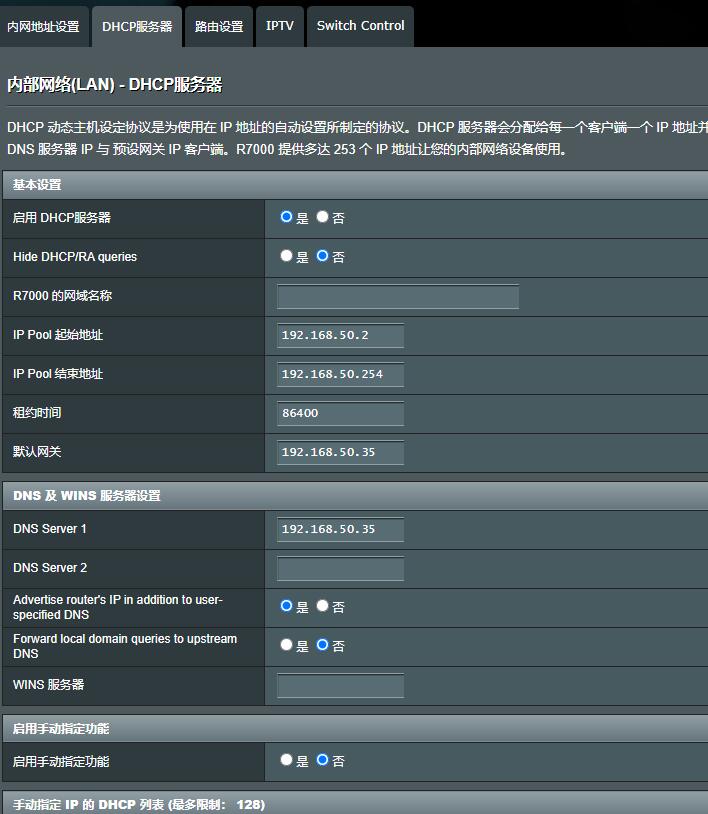 内网地址设置 DHCP服务器 路由设置 IPTV Switch Control
内部网络(LAN) - DHCP服务器
DHCP 动态主机设定协议是为使用在 IP 地址的自动设置所制定的协议。DHCP 服务器会分配给每一个客户端一个 IP 地址并
DNS 服务器 IP 与 预设网关 IP 客户端。R7000 提供多达 253 个 IP 地址让您的内部网络设备使用。
基本设置
启用 DHCP服务器 是 否
Hide DHCP/RA queries 是 否
R7000 的网域名称
IP Pool 起始地址 192.168.50.2
IP Pool 结束地址 192.168.50.254
租约时间 86400
默认网关 192.168.50.35
DNS 及 WINS 服务器设置
DNS Server 1 192.168.50.35
DNS Server 2
Advertise router's IP in addition to user-
specified DNS 是 否
Forward local domain queries to upstream
DNS 是 否
WINS 服务器
启用手动指定功能
启用手动指定功能 是 否
手动指定 IP 的 DHCP 列表 (最多限制: 128)